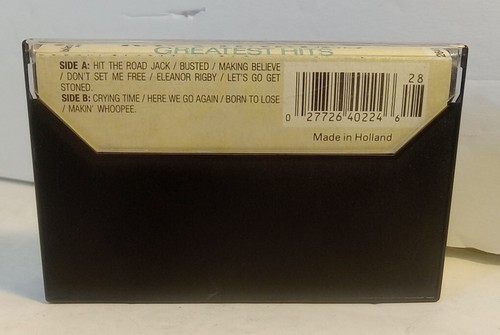 GREATEST HITS
SIDE A: HIT THE ROAD JACK / BUSTED / MAKING BELIEVE
/ DON'T SET ME FREE / ELEANOR RIGBY / LET'S GO GET
STONED.
SIDE B: CRYING TIME / HERE WE GO AGAIN / BORN TO LOSE
/ MAKIN' WHOOPEE.
28
0 27726 40224 6
Made in Holland